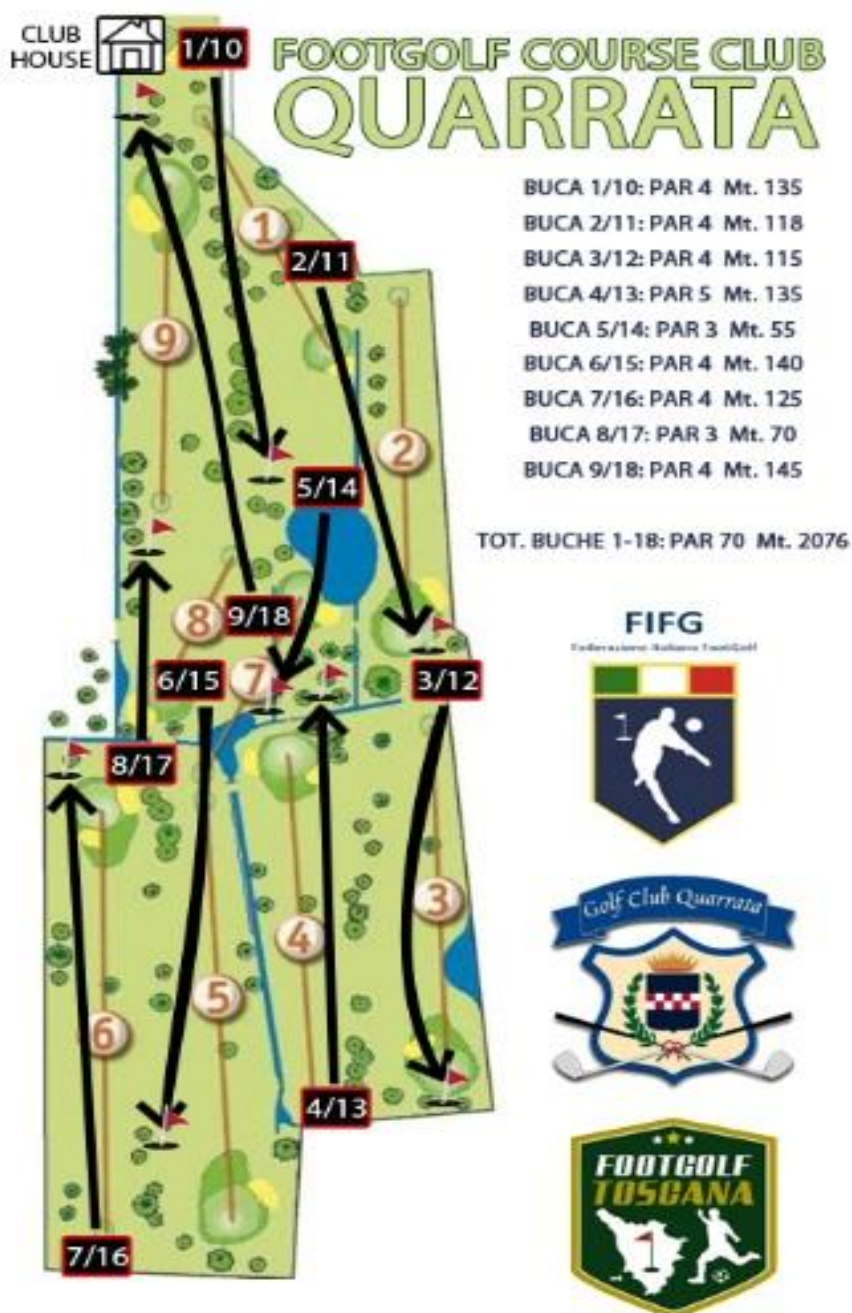 CLUB
HOUSE
1/10
FOOTGOLF COURSE CLUB
QUARRATA
BUCA 1/10: PAR 4 Mt. 135
BUCA 2/11: PAR 4 Mt. 118
BUCA 3/12: PAR 4 Mt. 115
BUCA 4/13: PAR 5 Mt. 135
BUCA 5/14: PAR 3 Mt. 55
BUCA 6/15: PAR 4 Mt. 140
BUCA 7/16: PAR 4 Mt. 125
BUCA 8/17: PAR 3 Mt. 70
BUCA 9/18: PAR 4 Mt. 145
TOT. BUCHE 1-18: PAR 70 Mt. 2076
1
2/11
9
2
5/14
8
9/18
7
6/15
3/12
8/17
3
4
5
6
4/13
7/16
FIFG
Federazione Italiana FootGolf
Golf Club Quarrata
FOOTGOLF
TOSCANA